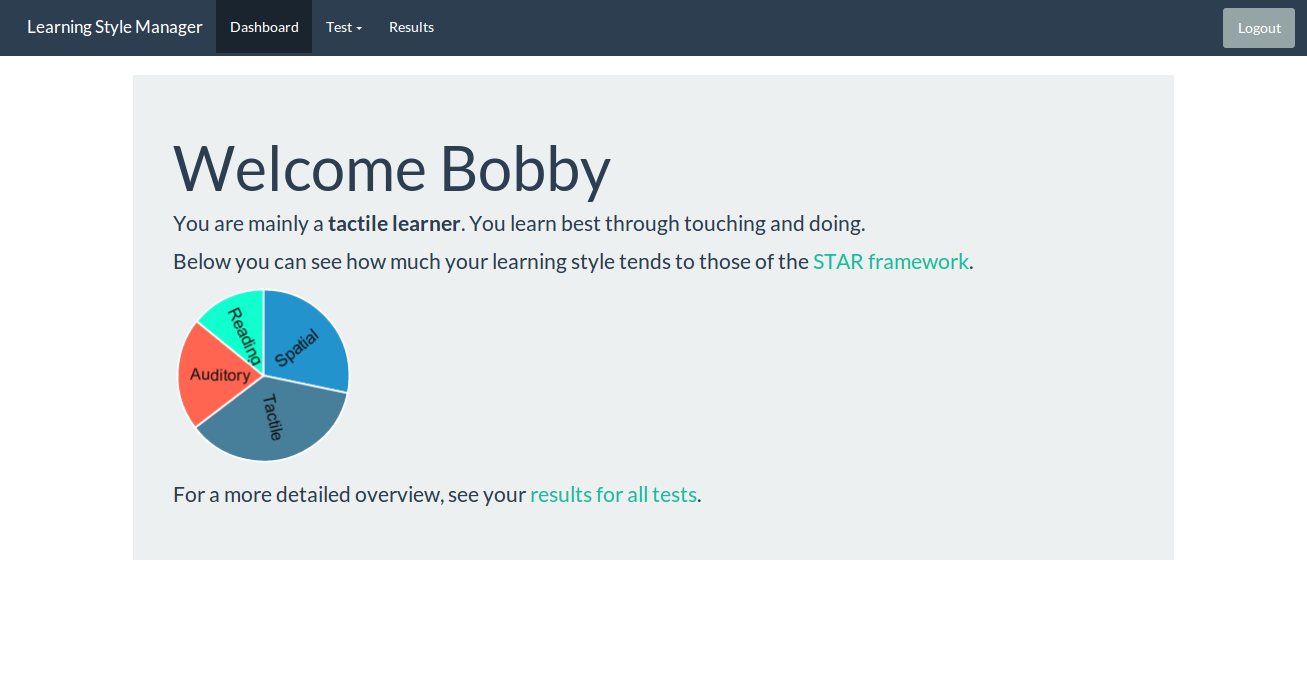 Learning Style Manager Dashboard Test Results Logout
Welcome Bobby
You are mainly a tactile learner. You learn best through touching and doing.
Below you can see how much your learning style tends to those of the STAR framework.
Reading
Spatial
Auditory
Tactile
For a more detailed overview, see your results for all tests.